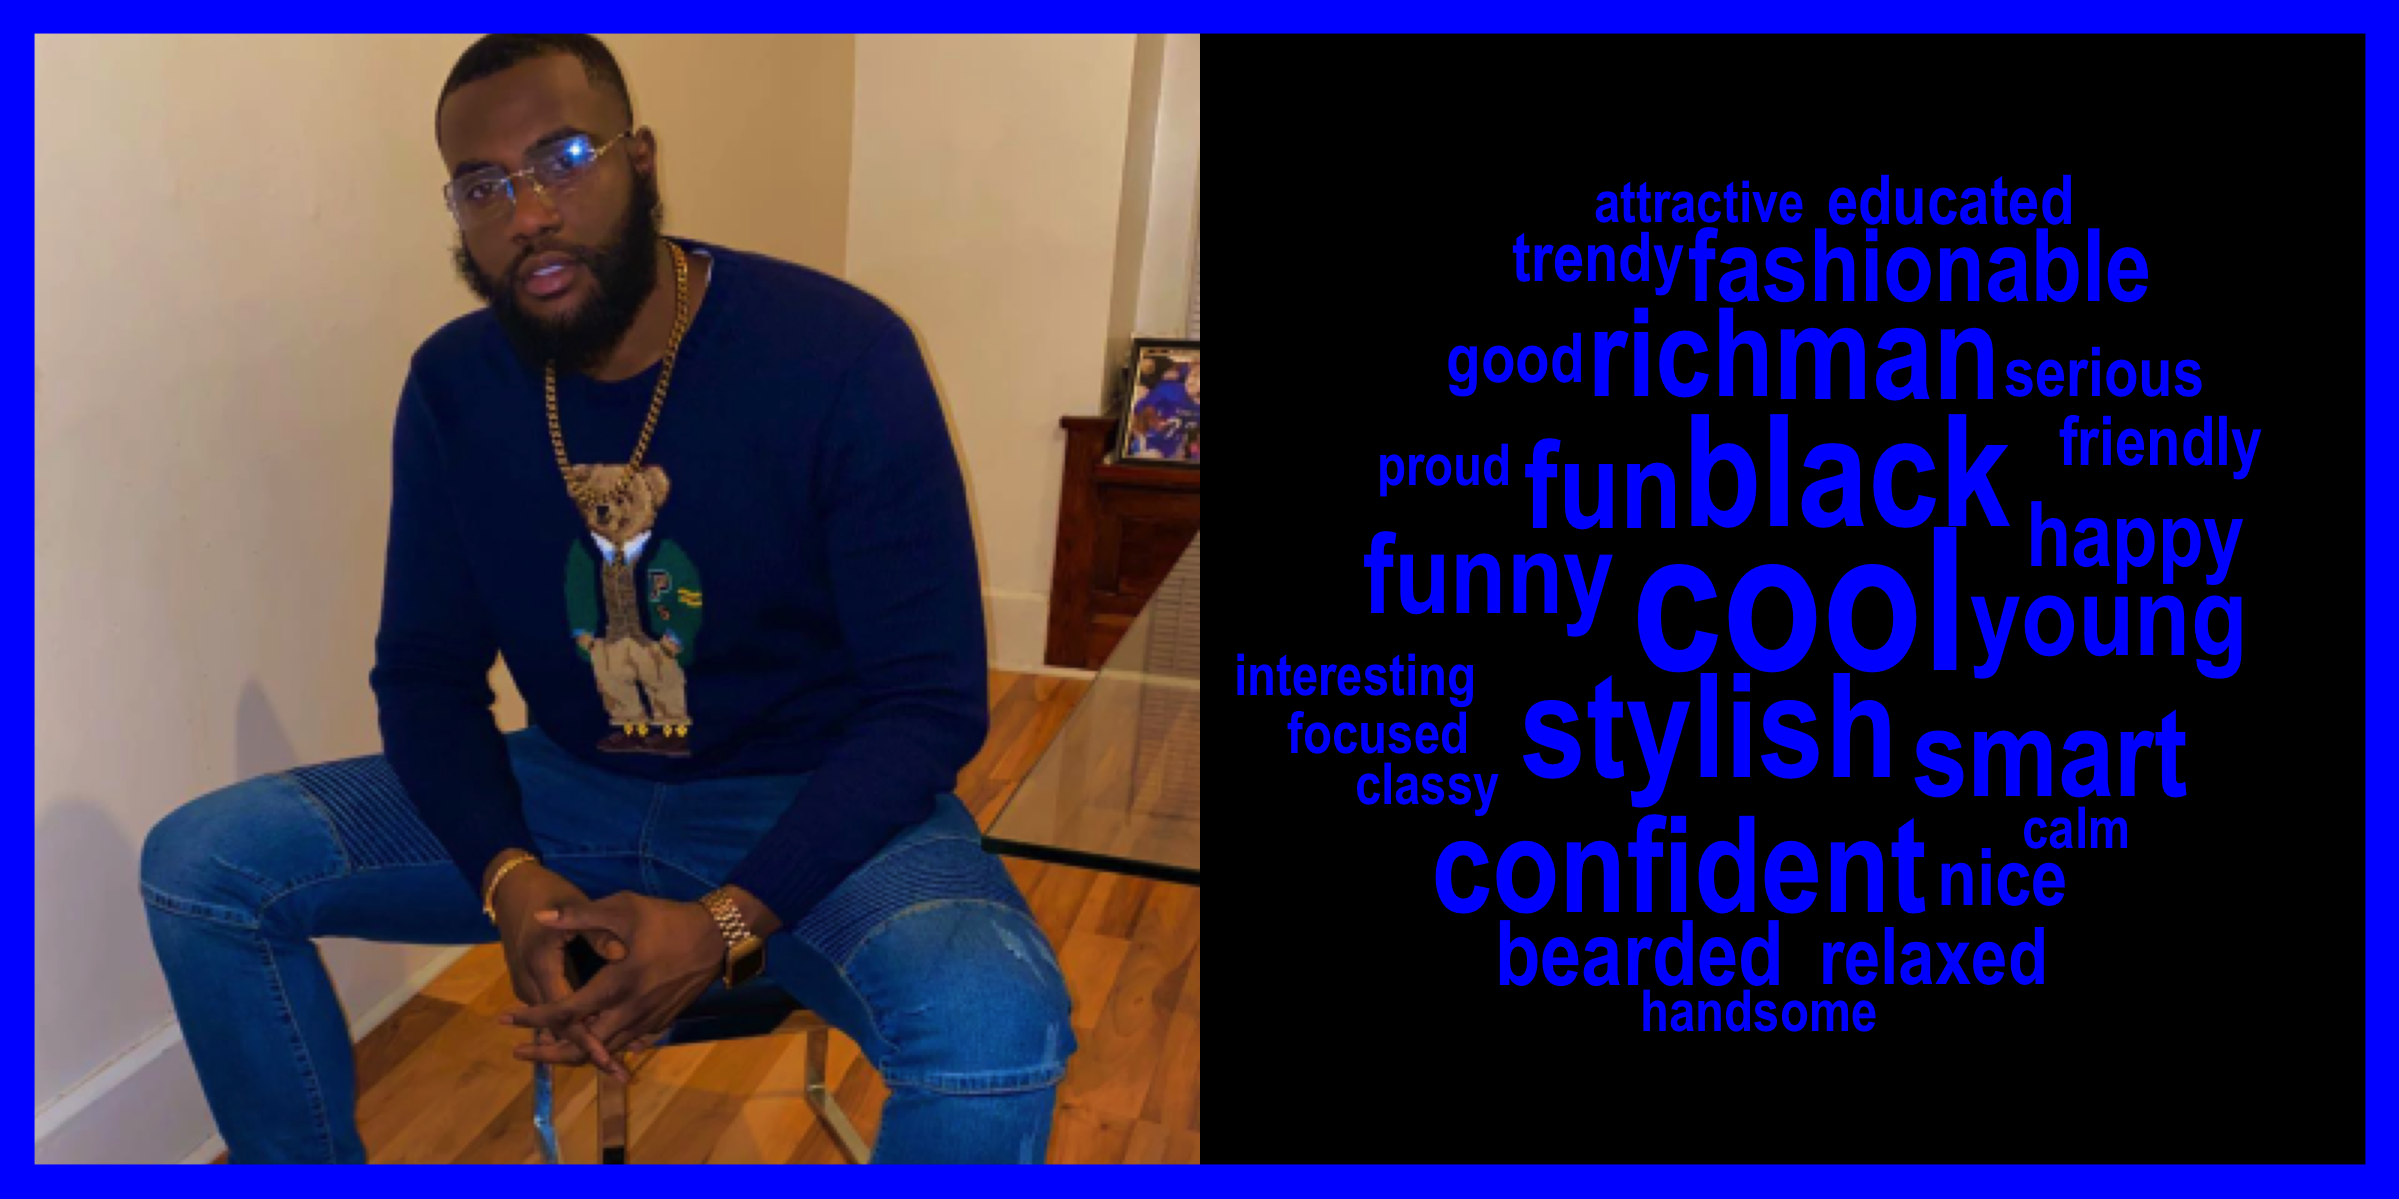 attractive educated
trendy fashionable
good richman serious
proud fun black friendly
funny cool happy
young
interesting
focused stylish smart
classy
confident calm
nice
bearded relaxed
handsome
P